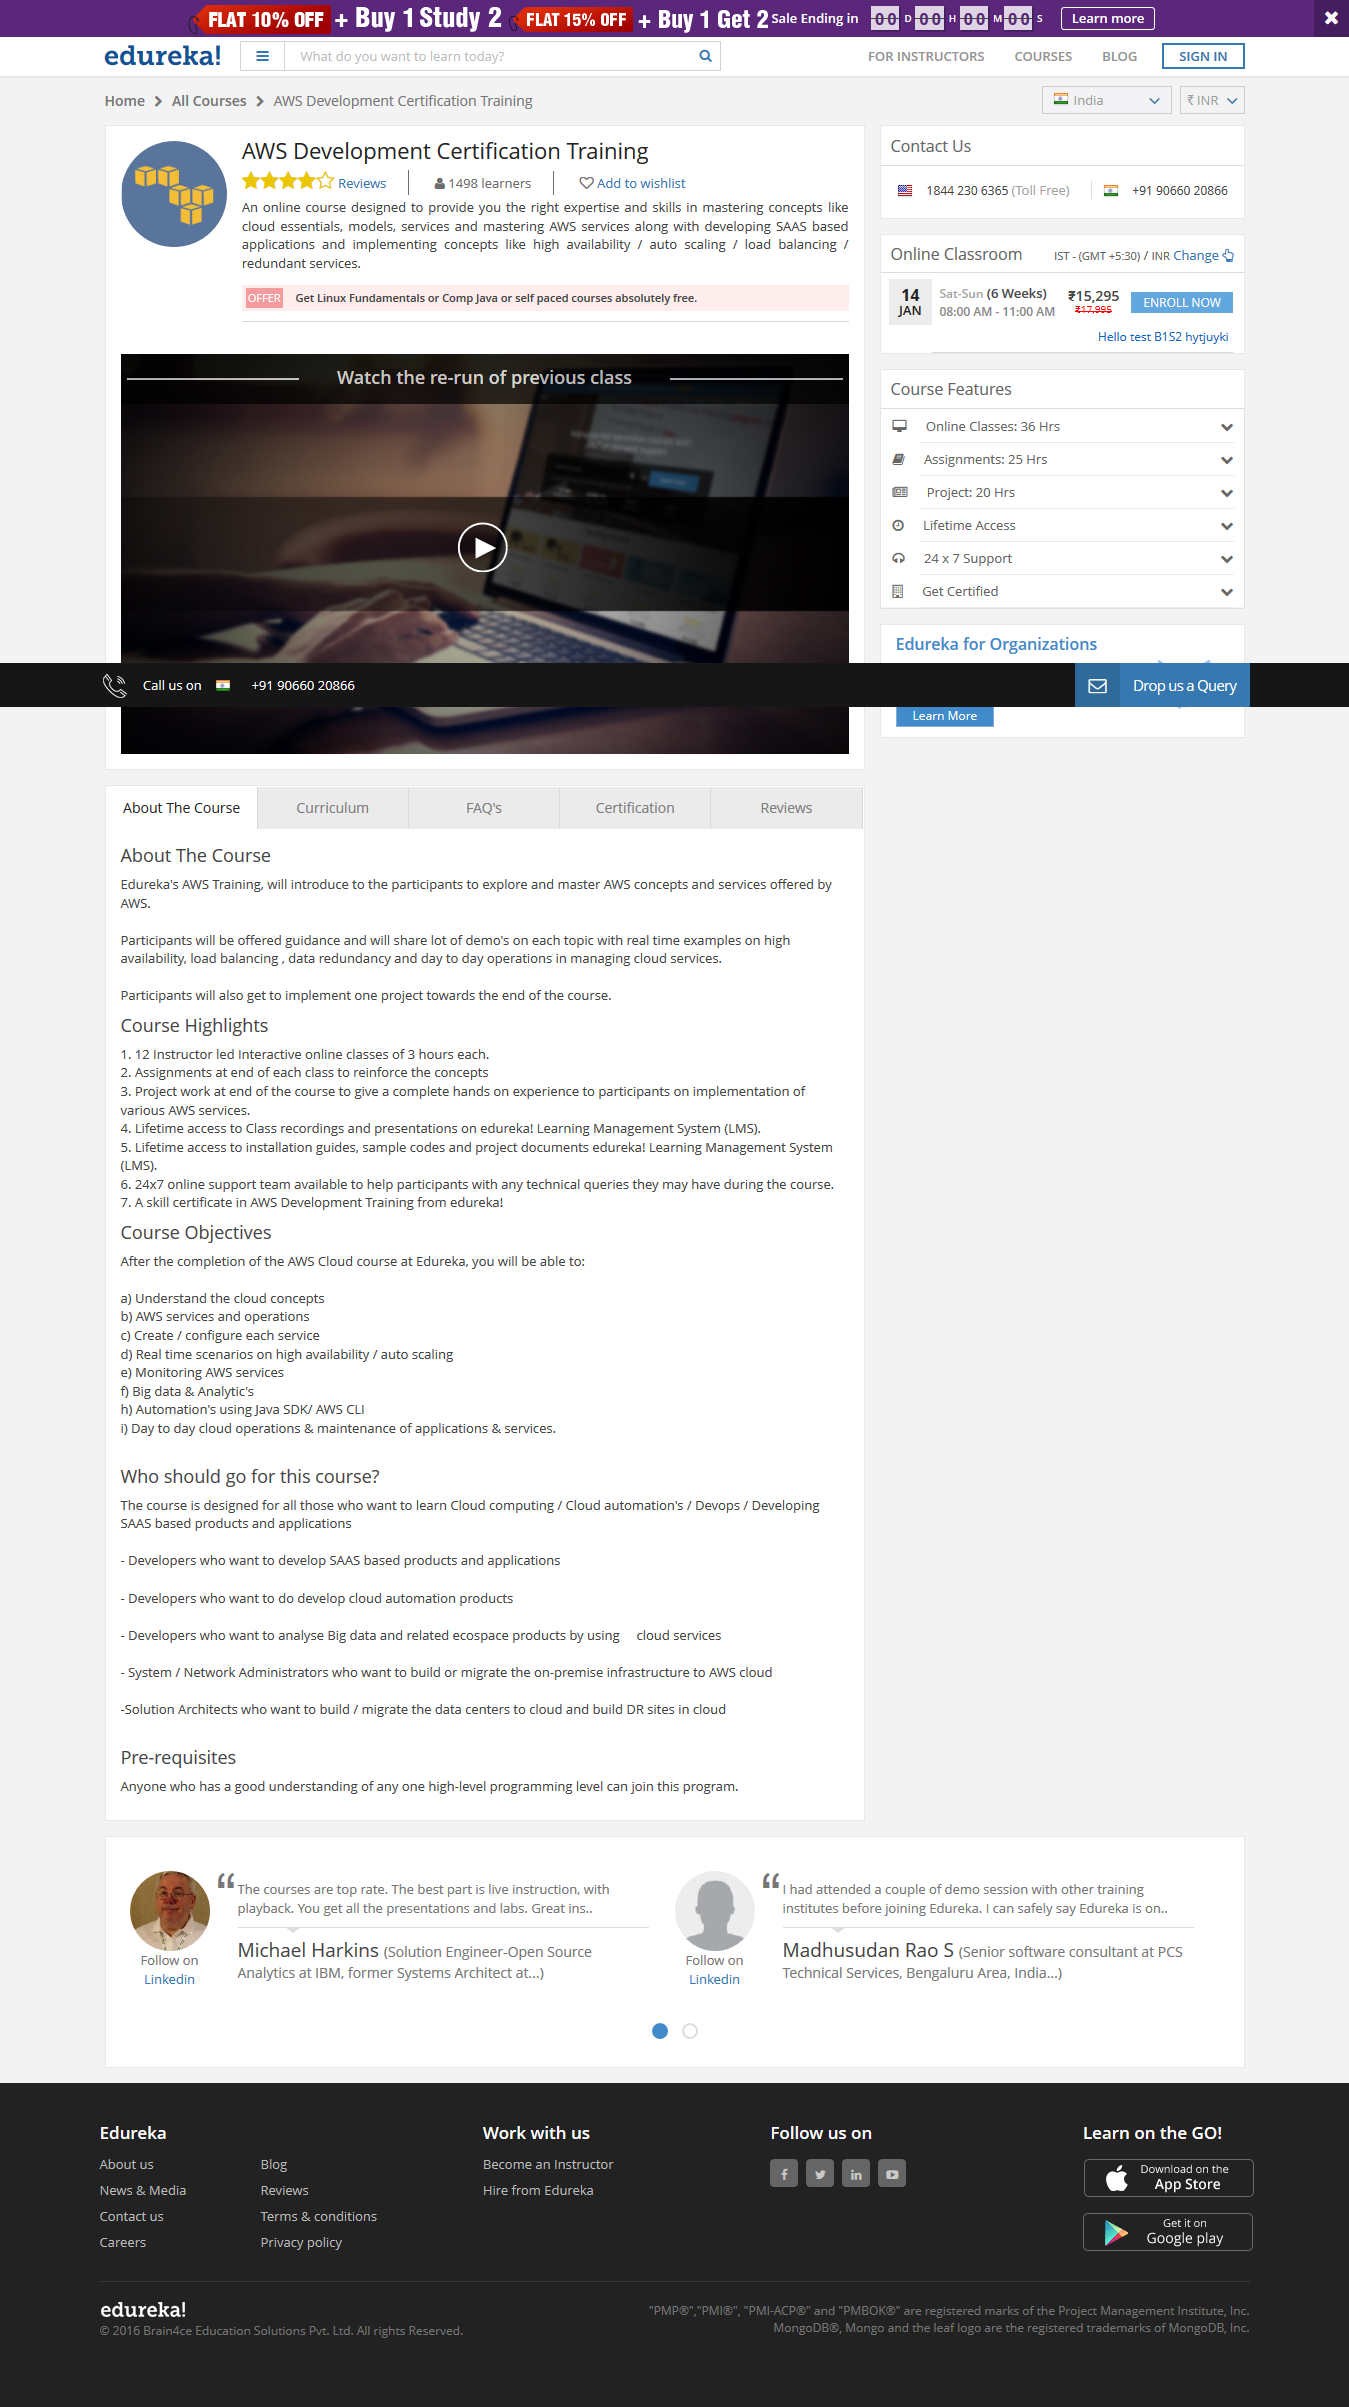 FLAT 10% OFF + Buy 1 Study 2 FLAT 15% OFF + Buy 1 Get 2 Sale Ending in 00 D 00 H 00 M 00 S Learn more
edureka! What do you want to learn today? FOR INSTRUCTORS COURSES BLOG SIGN IN
Home All Courses AWS Development Certification Training India ₹ INR
AWS Development Certification Training
Reviews 1498 learners Add to wishlist
An online course designed to provide you the right expertise and skills in mastering concepts like
cloud essentials, models, services and mastering AWS services along with developing SAAS based
applications and implementing concepts like high availability / auto scaling / load balancing /
redundant services.
OFFER Get Linux Fundamentals or Comp Java or self paced courses absolutely free.
Watch the re-run of previous class
Contact Us
1844 230 6365 (Toll Free) +91 90660 20866
Online Classroom IST - (GMT +5:30) / INR Change
14 JAN
Sat-Sun (6 Weeks) ₹15,295 ENROLL NOW
08:00 AM - 11:00 AM ₹17,995
Hello test B1S2 hytjuyki
Course Features
Online Classes: 36 Hrs
Assignments: 25 Hrs
Project: 20 Hrs
Lifetime Access
24 x 7 Support
Get Certified
Edureka for Organizations
Call us on +91 90660 20866 Drop us a Query
Learn More
About The Course Curriculum FAQ's Certification Reviews
About The Course
Edureka's AWS Training, will introduce to the participants to explore and master AWS concepts and services offered by
AWS.
Participants will be offered guidance and will share lot of demo's on each topic with real time examples on high
availability, load balancing , data redundancy and day to day operations in managing cloud services.
Participants will also get to implement one project towards the end of the course.
Course Highlights
1. 12 Instructor led Interactive online classes of 3 hours each.
2. Assignments at end of each class to reinforce the concepts
3. Project work at end of the course to give a complete hands on experience to participants on implementation of
various AWS services.
4. Lifetime access to Class recordings and presentations on edureka! Learning Management System (LMS).
5. Lifetime access to installation guides, sample codes and project documents edureka! Learning Management System
(LMS).
6. 24x7 online support team available to help participants with any technical queries they may have during the course.
7. A skill certificate in AWS Development Training from edureka!
Course Objectives
After the completion of the AWS Cloud course at Edureka, you will be able to:
a) Understand the cloud concepts
b) AWS services and operations
c) Create / configure each service
d) Real time scenarios on high availability / auto scaling
e) Monitoring AWS services
f) Big data & Analytic's
h) Automation's using Java SDK/ AWS CLI
i) Day to day cloud operations & maintenance of applications & services.
Who should go for this course?
The course is designed for all those who want to learn Cloud computing / Cloud automation's / Devops / Developing
SAAS based products and applications
- Developers who want to develop SAAS based products and applications
- Developers who want to do develop cloud automation products
- Developers who want to analyse Big data and related ecospace products by using cloud services
- System / Network Administrators who want to build or migrate the on-premise infrastructure to AWS cloud
-Solution Architects who want to build / migrate the data centers to cloud and build DR sites in cloud
Pre-requisites
Anyone who has a good understanding of any one high-level programming level can join this program.
“The courses are top rate. The best part is live instruction, with
playback. You get all the presentations and labs. Great ins..
Michael Harkins (Solution Engineer-Open Source
Analytics at IBM, former Systems Architect at...)
Follow on
Linkedin
“I had attended a couple of demo session with other training
institutes before joining Edureka. I can safely say Edureka is on..
Madhusudan Rao S (Senior software consultant at PCS
Technical Services, Bengaluru Area, India...)
Follow on
Linkedin
Edureka Work with us Follow us on Learn on the GO!
About us Blog Become an Instructor
News & Media Reviews Hire from Edureka
Contact us Terms & conditions
Careers Privacy policy
Download on the
App Store
Get it on
Google play
edureka!
© 2016 Brain4ce Education Solutions Pvt. Ltd. All rights Reserved.
"PMP®","PMI®", "PMI-ACP®" and "PMBOK®" are registered marks of the Project Management Institute, Inc.
MongoDB®, Mongo and the leaf logo are the registered trademarks of MongoDB, Inc.